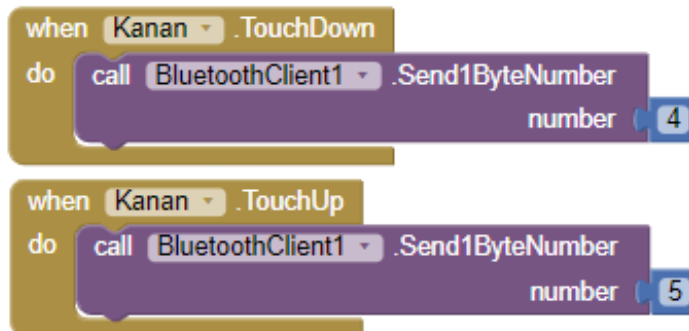 when Kanan .TouchDown
do call BluetoothClient1 .Send1ByteNumber
number 4
when Kanan .TouchUp
do call BluetoothClient1 .Send1ByteNumber
number 5